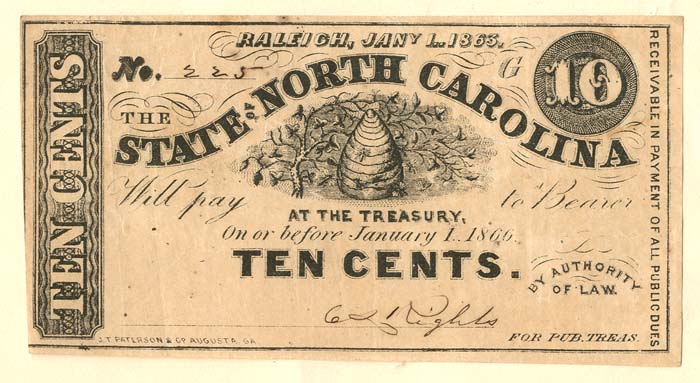 RALEIGH, JANY 1.. 1863.
No. 225 G 10
THE
STATE OF NORTH CAROLINA
Will pay to Bearer
AT THE TREASURY,
On or before January 1.. 1866.
TEN CENTS.
BY AUTHORITY
OF LAW.
FOR PUB. TREAS.
J.T. PATERSON & CO AUGUSTA, GA
TEN CENTS
RECEIVABLE IN PAYMENT OF ALL PUBLIC DUES